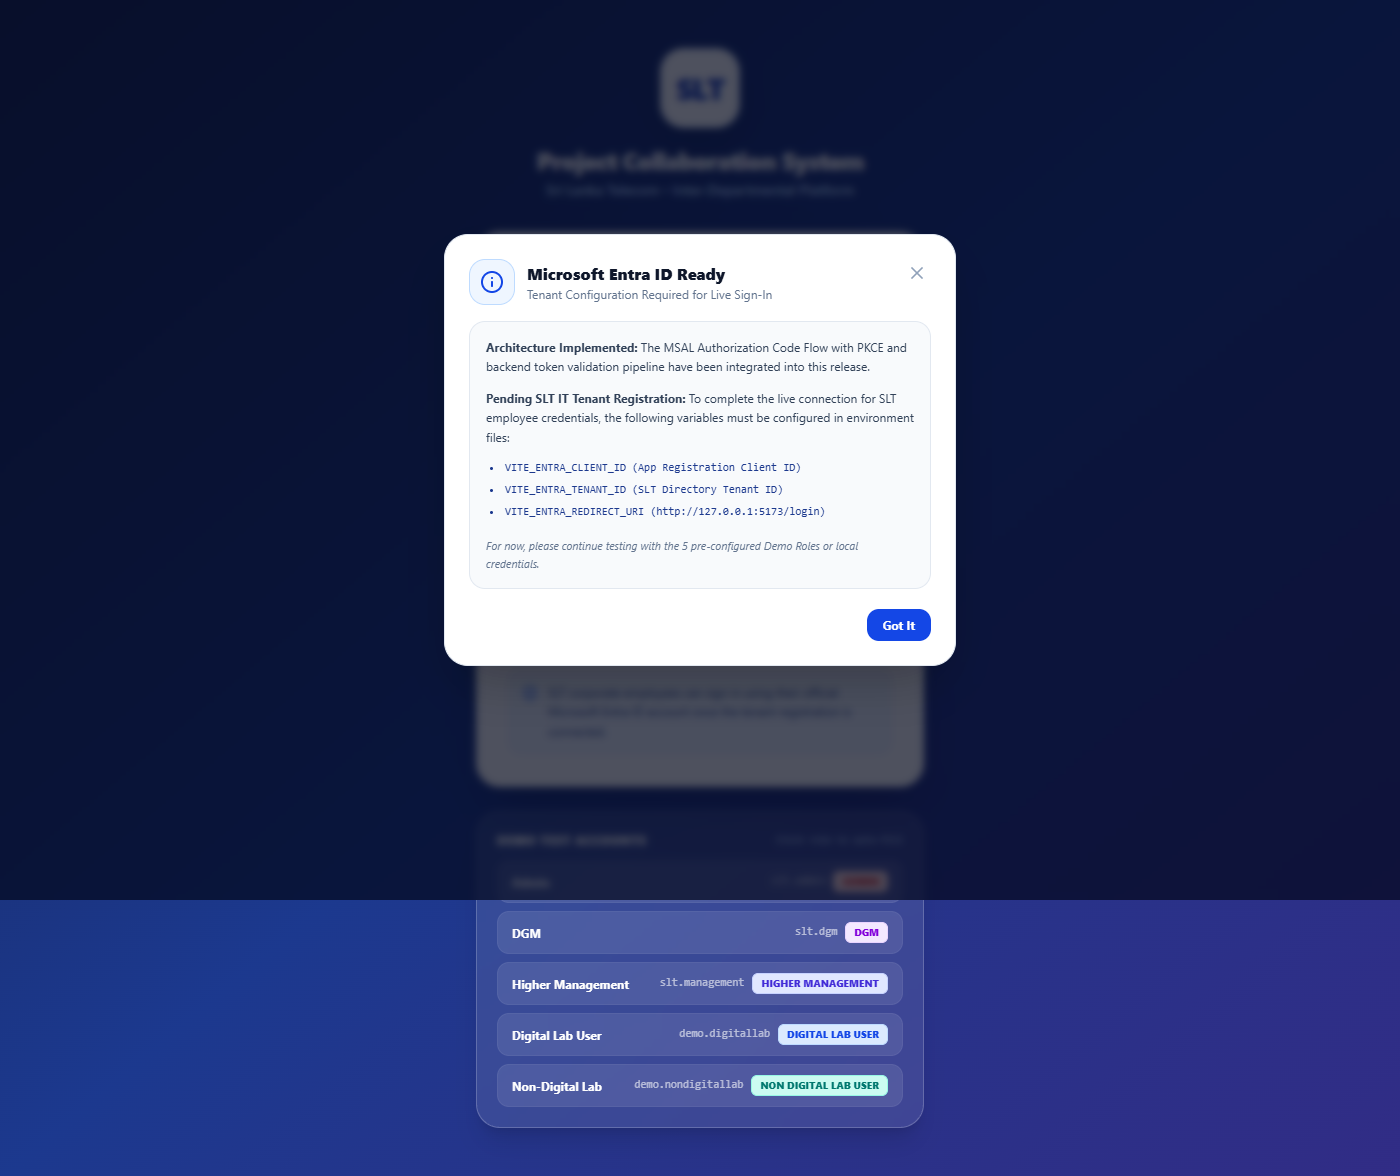 SLT
Project Collaboration System
Microsoft Entra ID Ready
Tenant Configuration Required for Live Sign-In
Architecture Implemented: The MSAL Authorization Code Flow with PKCE and
backend token validation pipeline have been integrated into this release.
Pending SLT IT Tenant Registration: To complete the live connection for SLT
employee credentials, the following variables must be configured in environment
files:
• VITE_ENTRA_CLIENT_ID (App Registration Client ID)
• VITE_ENTRA_TENANT_ID (SLT Directory Tenant ID)
• VITE_ENTRA_REDIRECT_URI (http://127.0.0.1:5173/login)
For now, please continue testing with the 5 pre-configured Demo Roles or local
credentials.
Got It
DGM slt.dgm DGM
Higher Management slt.management HIGHER MANAGEMENT
Digital Lab User demo.digitallab DIGITAL LAB USER
Non-Digital Lab demo.nondigitallab NON DIGITAL LAB USER